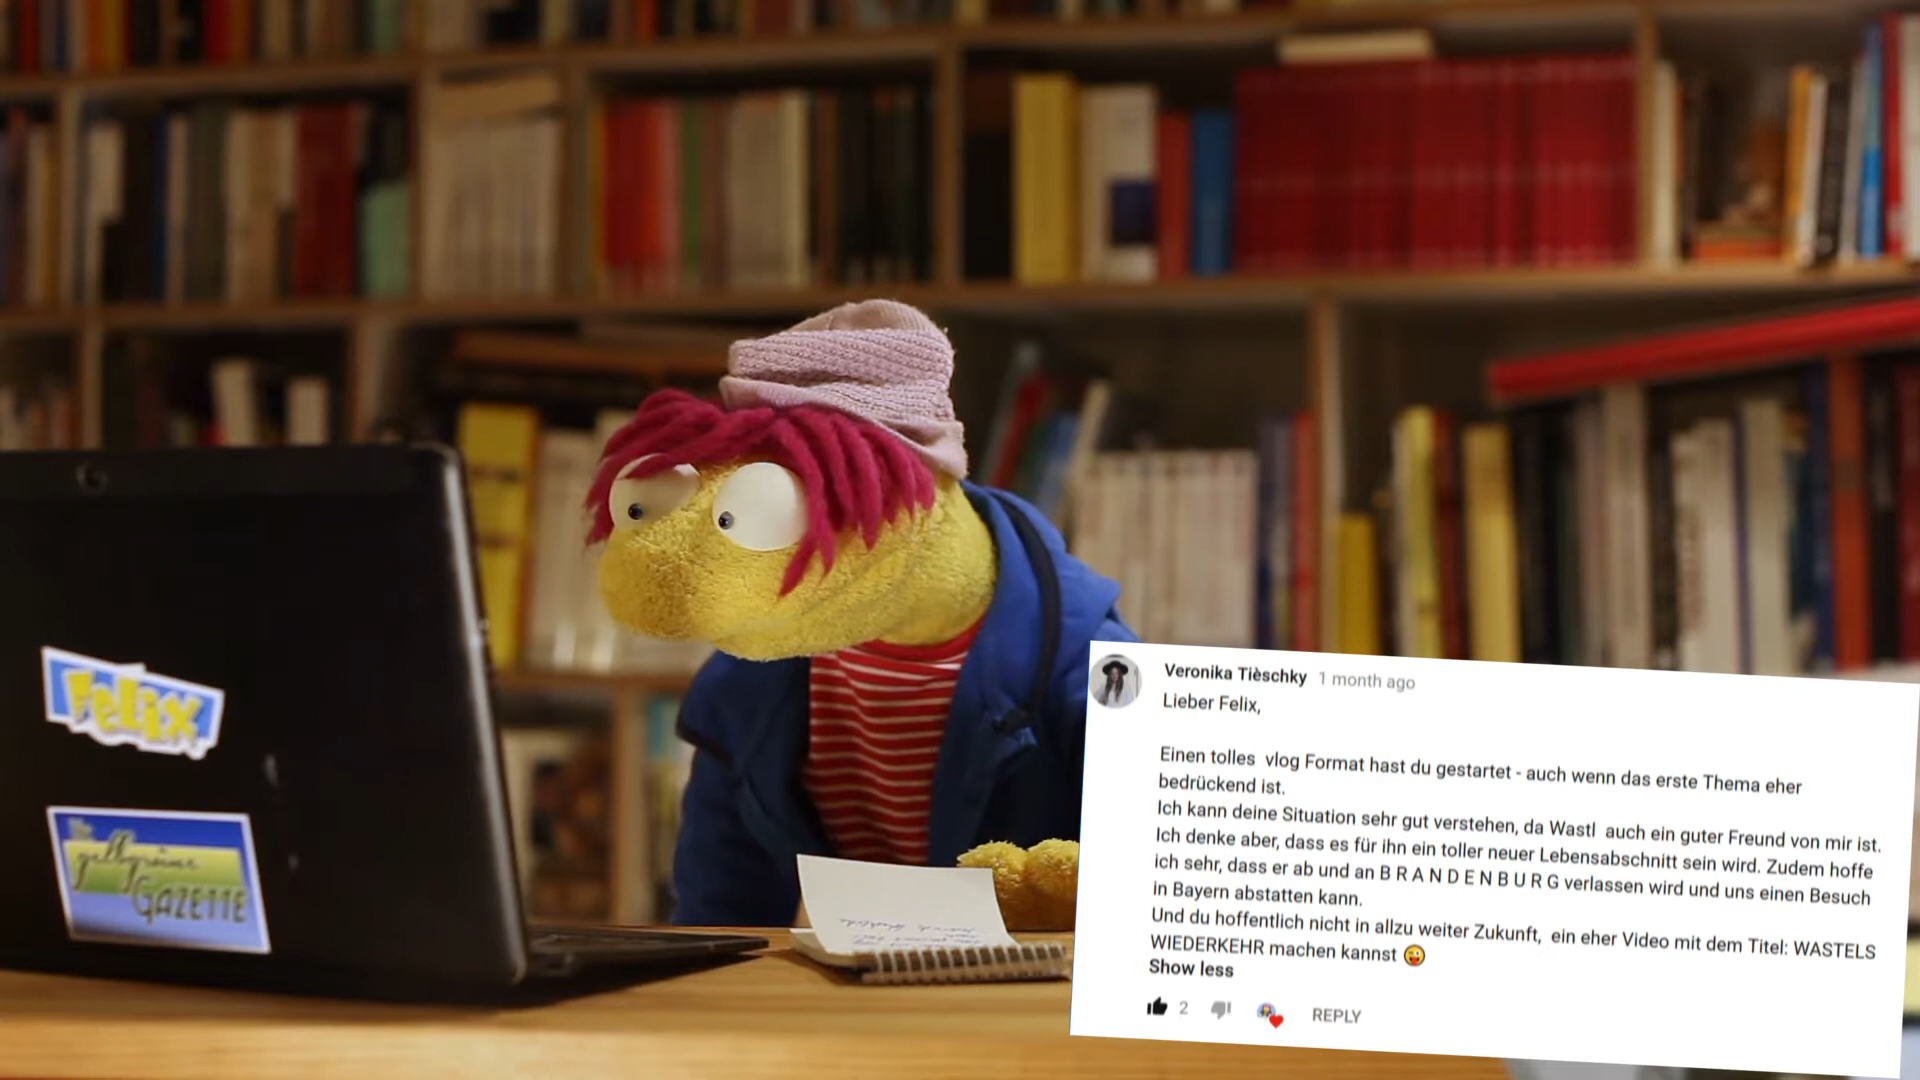 Felix
Die
gelbgrüne
GAZETTE
Veronika Tièschky 1 month ago
Lieber Felix,
Einen tolles vlog Format hast du gestartet - auch wenn das erste Thema eher
bedrückend ist.
Ich kann deine Situation sehr gut verstehen, da Wastl auch ein guter Freund von mir ist.
Ich denke aber, dass es für ihn ein toller neuer Lebensabschnitt sein wird. Zudem hoffe
ich sehr, dass er ab und an B R A N D E N B U R G verlassen wird und uns einen Besuch
in Bayern abstatten kann.
Und du hoffentlich nicht in allzu weiter Zukunft, ein eher Video mit dem Titel: WASTELS
WIEDERKEHR machen kannst 😜
Show less
2 REPLY